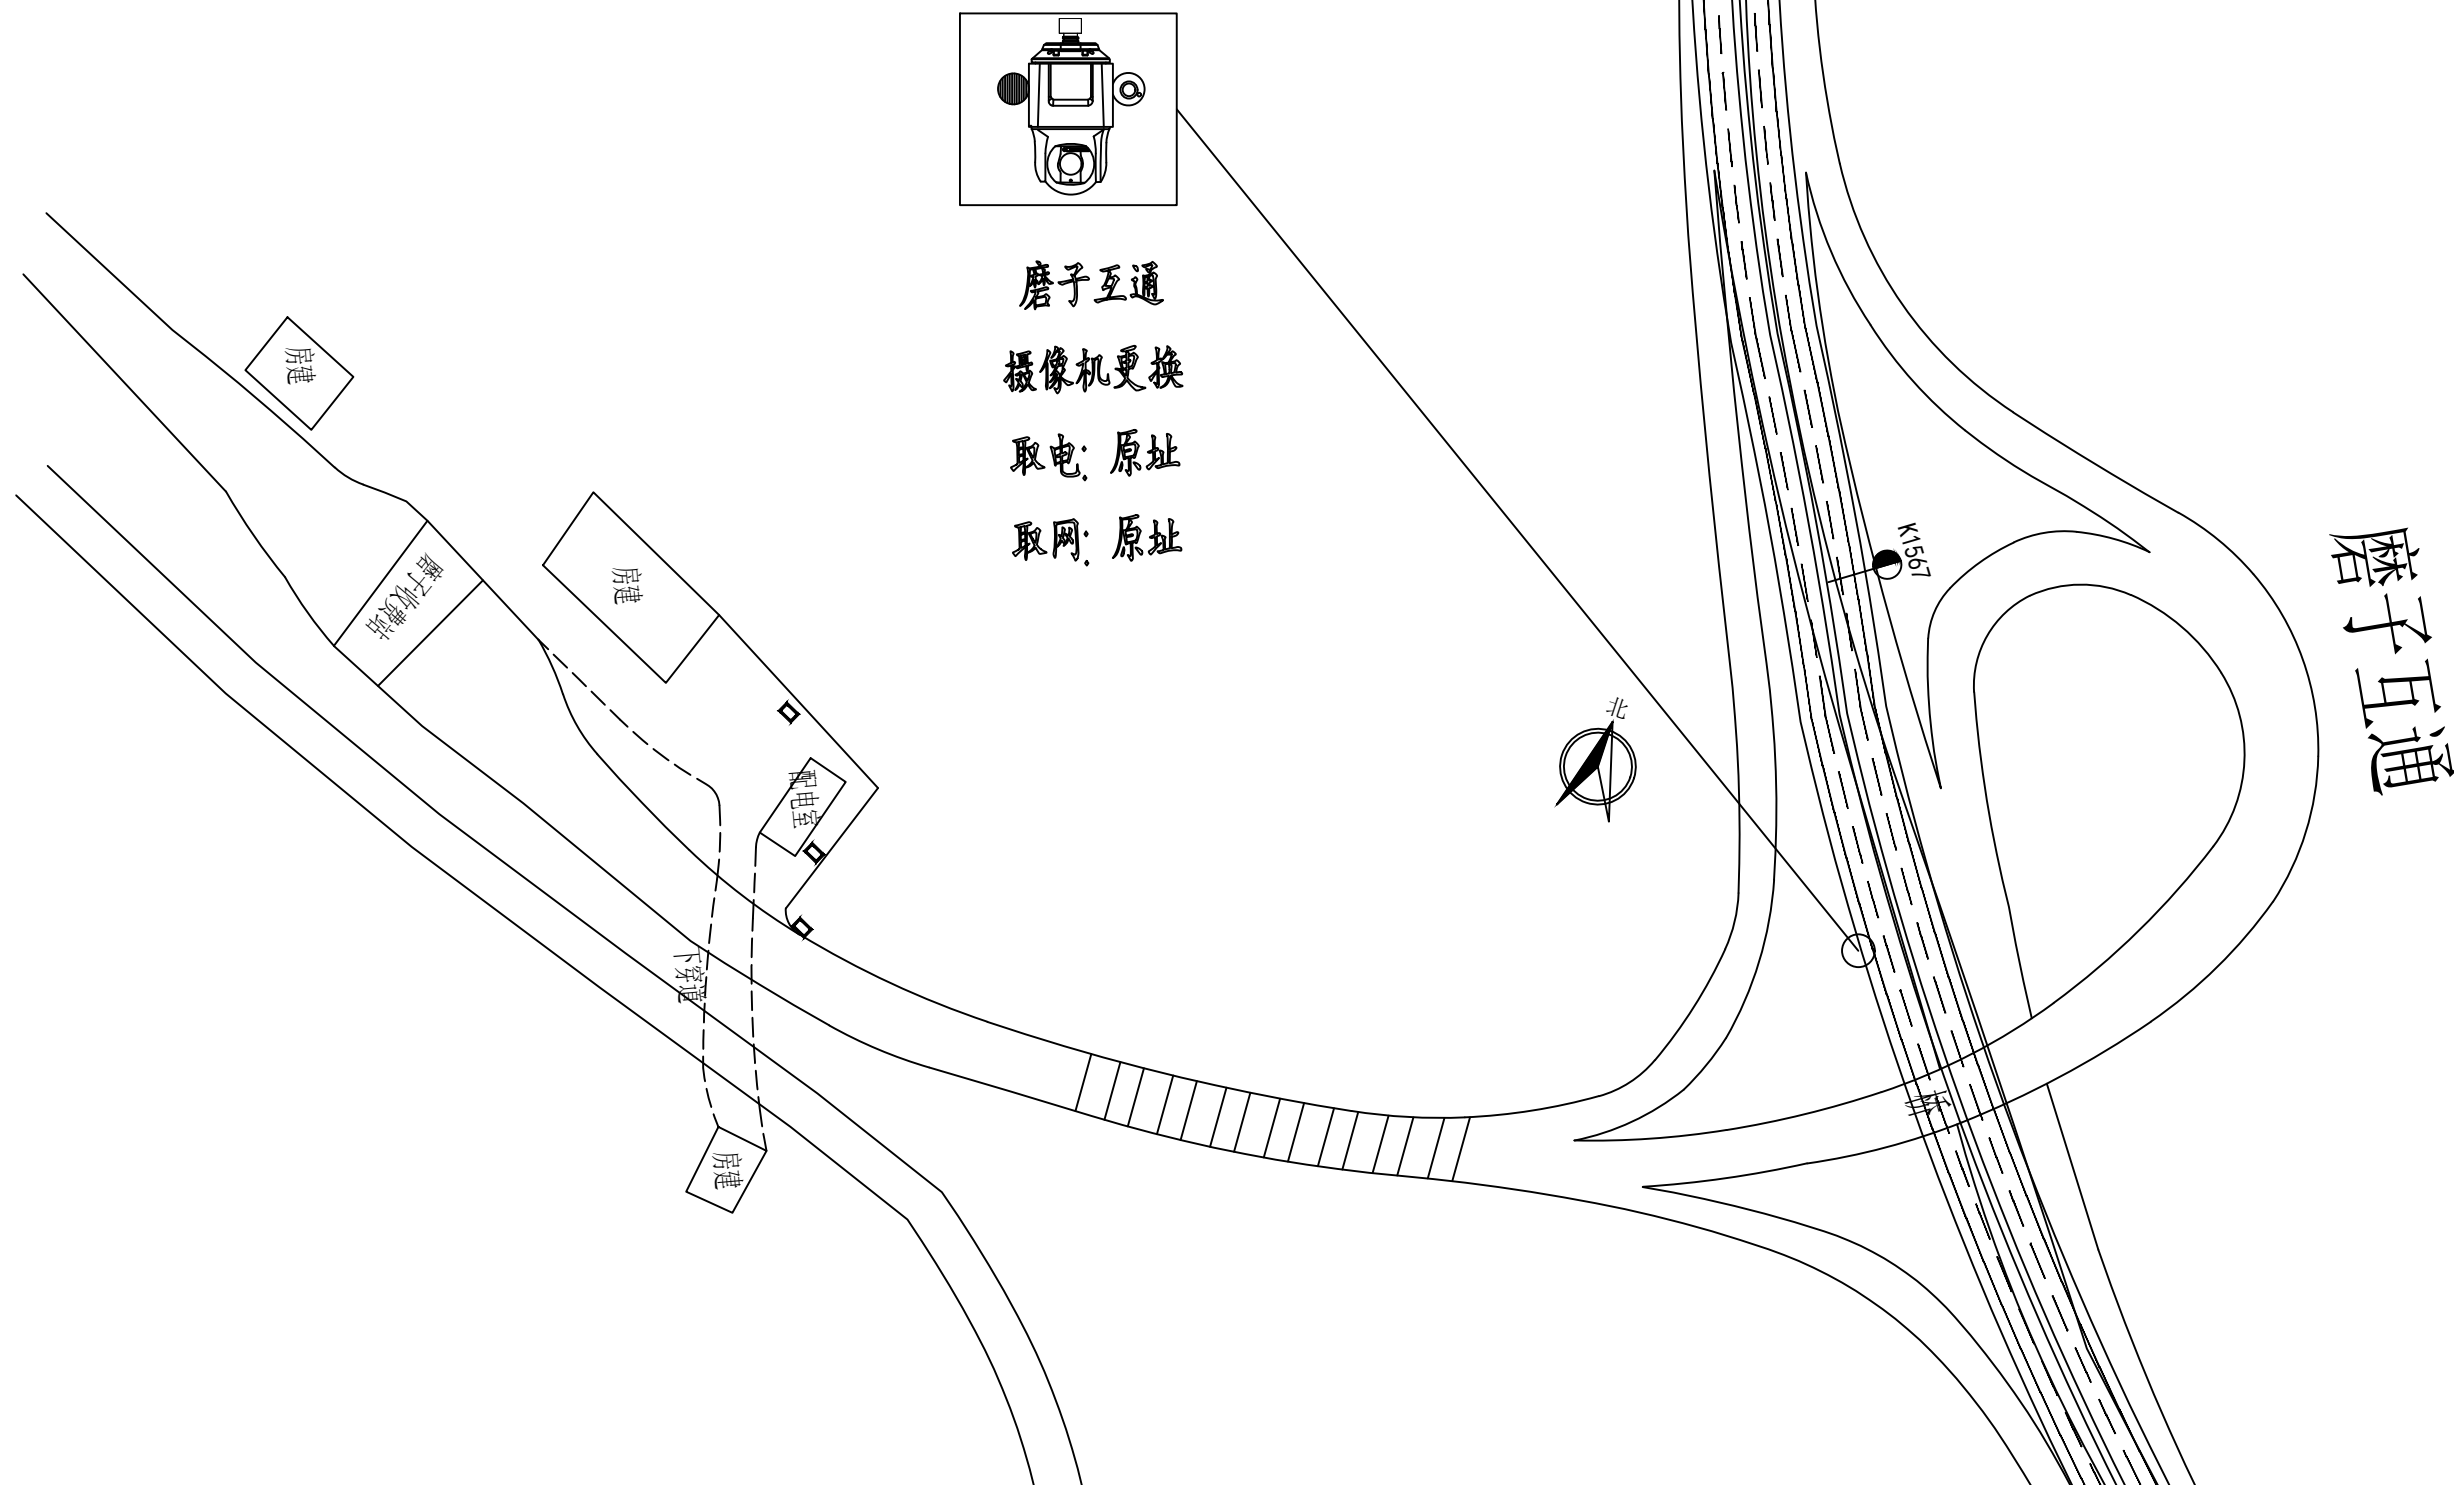 磨子互通
摄像机更换
取电：原址
取网：原址
房建
磨子收费站
房建
配电室
下穿道
房建
北
K1567
桥
磨子互通